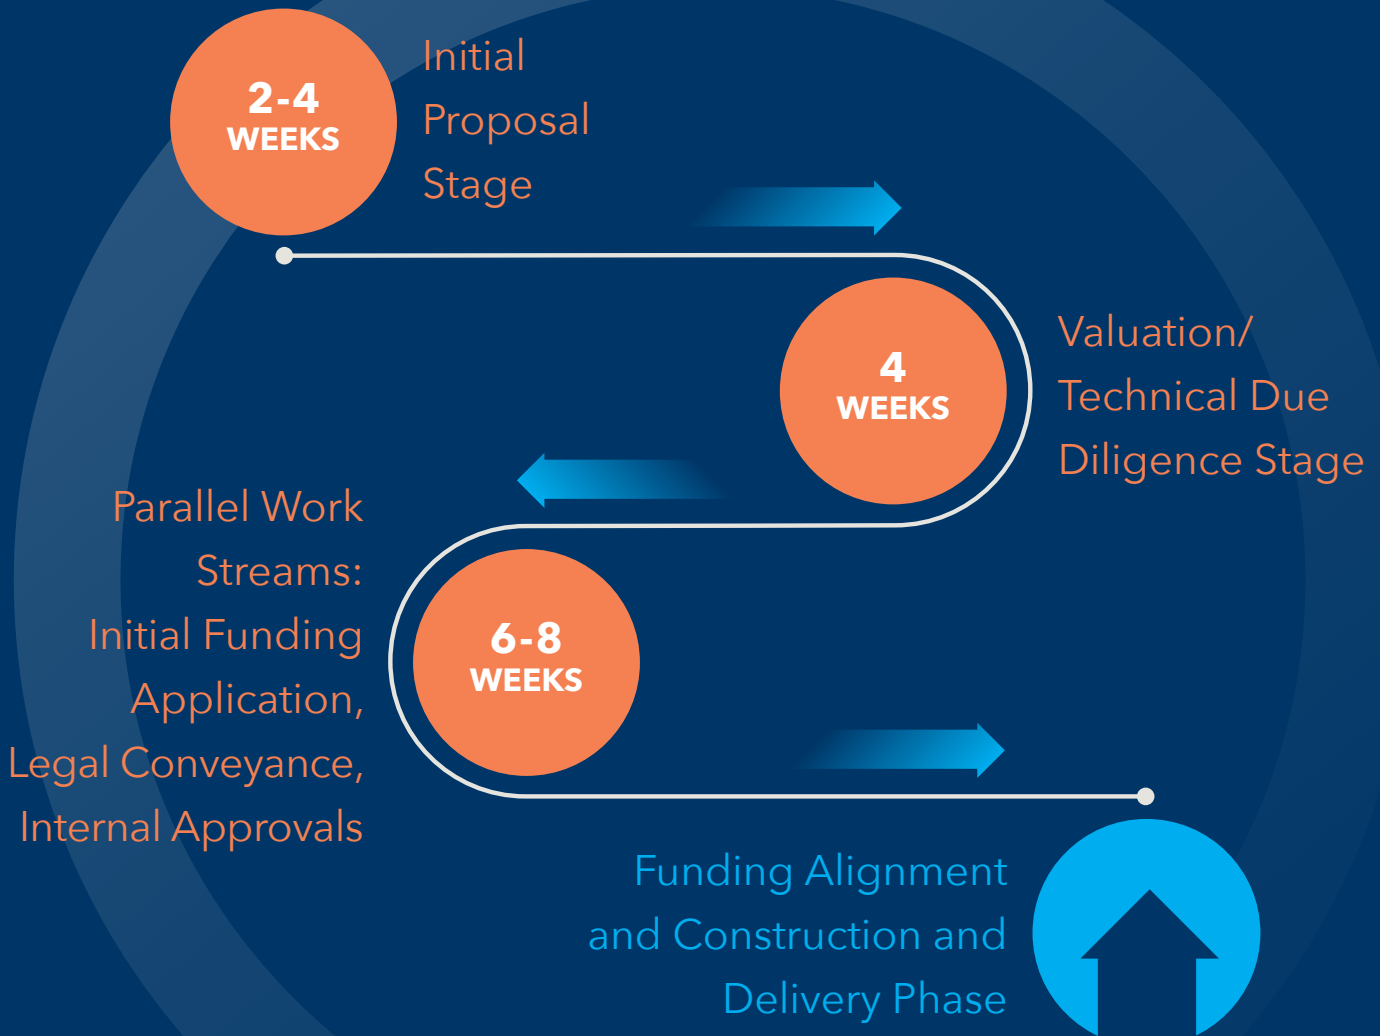 2-4
WEEKS
Initial
Proposal
Stage
4
WEEKS
Valuation/
Technical Due
Diligence Stage
Parallel Work
Streams:
Initial Funding
Application,
Legal Conveyance,
Internal Approvals
6-8
WEEKS
Funding Alignment
and Construction and
Delivery Phase